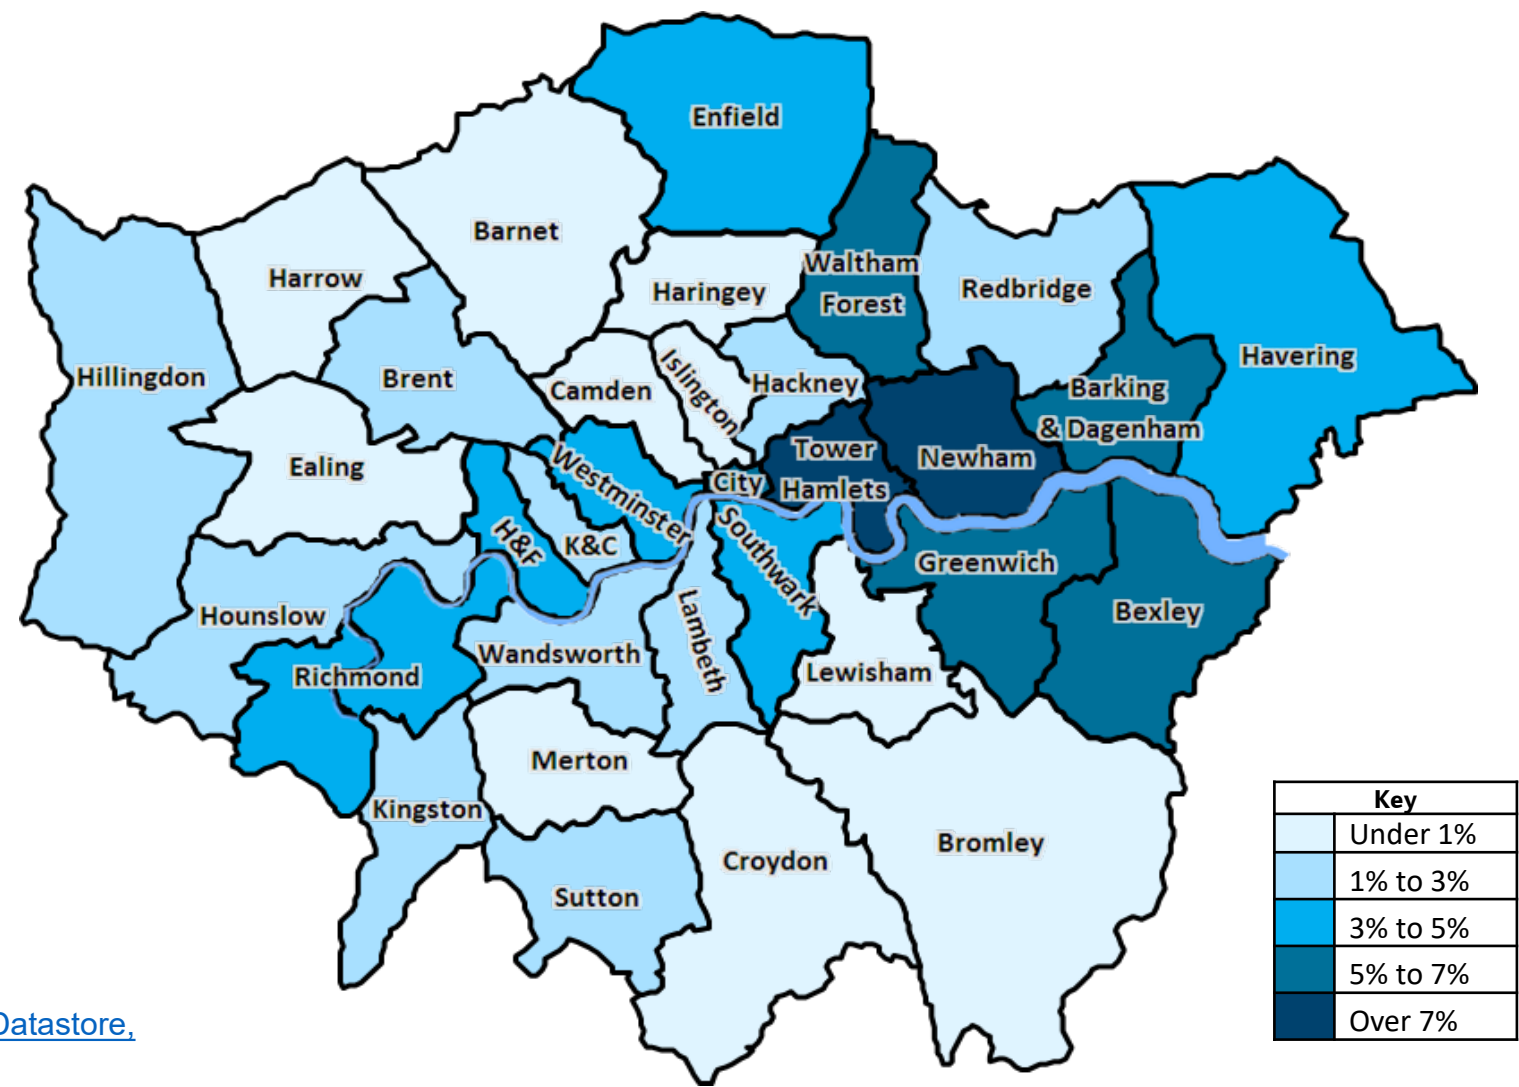 Enfield
Barnet
Harrow
Haringey
Waltham
Forest
Redbridge
Havering
Hillingdon
Brent
Camden
Islington
Hackney
Barking
& Dagenham
Ealing
Westminster
City
Tower
Hamlets
Newham
H&F
K&C
Southwark
Greenwich
Bexley
Hounslow
Richmond
Wandsworth
Lambeth
Lewisham
Merton
Kingston
Croydon
Bromley
Sutton
Key
Under 1%
1% to 3%
3% to 5%
5% to 7%
Over 7%
Datastore,